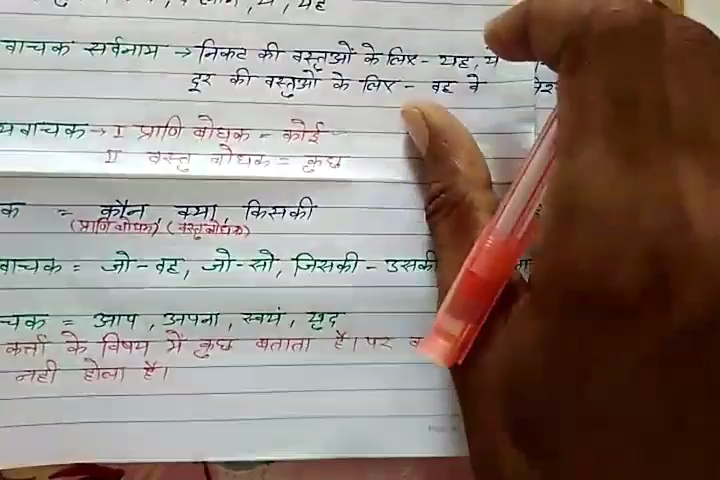 वाचक सर्वनाम → निकट की वस्तुओं के लिए - यह, ये
दूर की वस्तुओं के लिए - वह वे
यवाचक → I प्राणि बोधक = कोई
II वस्तु बोधक = कुछ
क = कौन, क्या, किसकी
(प्राणि बोधक) (वस्तुबोधक)
वाचक = जो-वह, जो-सो, जिसकी - उसकी
चक = आप, अपना, स्वयं, खुद
कर्त्ता के विषय में कुछ बताता है। पर
नही होता है।